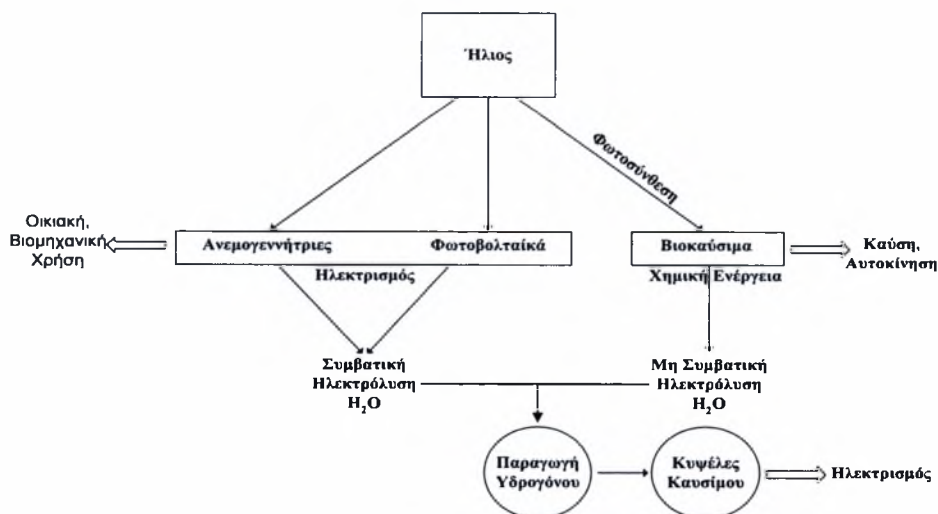 Ήλιος
Φωτοσύνθεση
Οικιακή,
Βιομηχανική
Χρήση
Ανεμογεννήτριες
Φωτοβολταίκά
Βιοκαύσιμα
Καύση,
Αυτοκίνηση
Ηλεκτρισμός
Χημική Ενέργεια
Συμβατική
Ηλεκτρόλυση
H₂O
Μη Συμβατική
Ηλεκτρόλυση
H₂O
Παραγωγή
Υδρογόνου
Κυψέλες
Καυσίμου
Ηλεκτρισμός